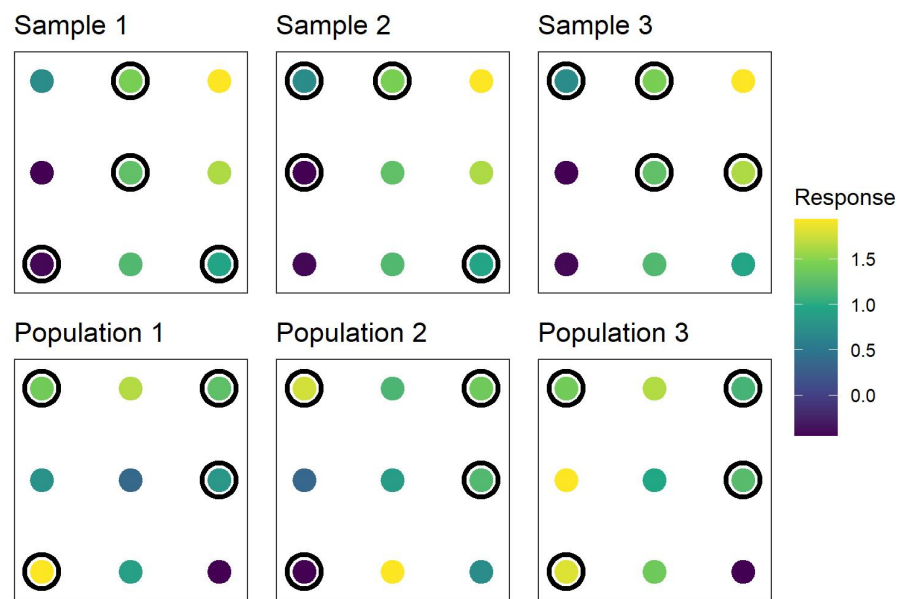 Sample 1
Sample 2
Sample 3
Response
1.5
1.0
0.5
0.0
Population 1
Population 2
Population 3